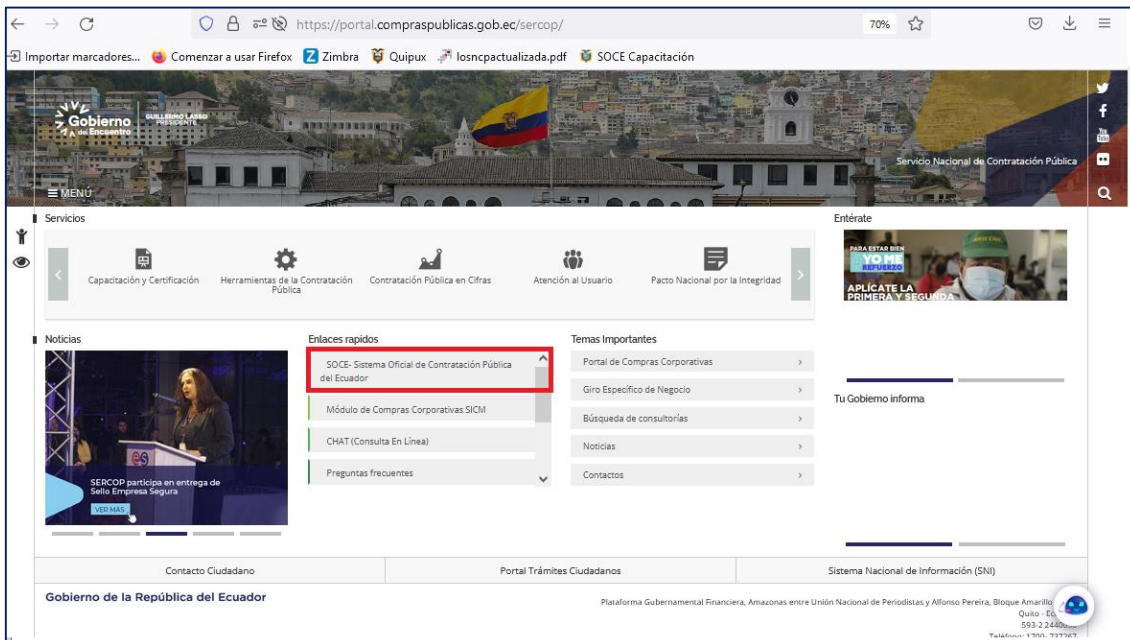 https://portal.compraspublicas.gob.ec/sercop/
70%
Importar marcadores...
Comenzar a usar Firefox
Zimbra
Quipux
losncpactualizada.pdf
SOCE Capacitación
Gobierno
del Encuentro
GUILLERMO LASSO
PRESIDENTE
Servicio Nacional de Contratación Pública
MENÚ
Servicios
Capacitación y Certificación
Herramientas de la Contratación
Pública
Contratación Pública en Cifras
Atención al Usuario
Pacto Nacional por la Integridad
Entérate
PARA ESTAR BIEN
YO ME
REFUERZO
APLÍCATE LA
PRIMERA Y SEGUNDA
Noticias
SERCOP participa en entrega de
Sello Empresa Segura
VER MÁS
Enlaces rapidos
SOCE- Sistema Oficial de Contratación Pública
del Ecuador
Módulo de Compras Corporativas SICM
CHAT (Consulta En Línea)
Preguntas frecuentes
Temas Importantes
Portal de Compras Corporativas
Giro Específico de Negocio
Búsqueda de consultorías
Noticias
Contactos
Tu Gobierno informa
Contacto Ciudadano
Portal Trámites Ciudadanos
Sistema Nacional de Información (SNI)
Gobierno de la República del Ecuador
Plataforma Gubernamental Financiera, Amazonas entre Unión Nacional de Periodistas y Alfonso Pereira, Bloque Amarillo
Quito -
593-2
Teléfono: 1700- 737267